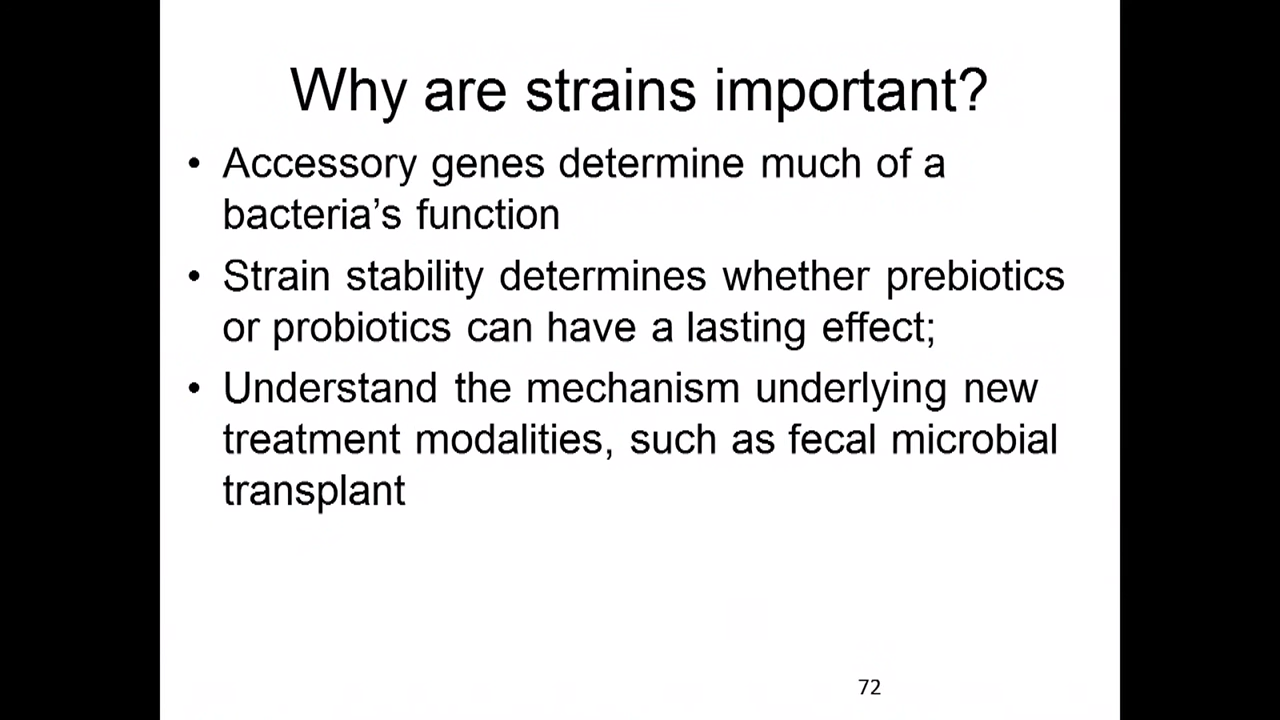 Why are strains important?
• Accessory genes determine much of a
bacteria’s function
• Strain stability determines whether prebiotics
or probiotics can have a lasting effect;
• Understand the mechanism underlying new
treatment modalities, such as fecal microbial
transplant
72